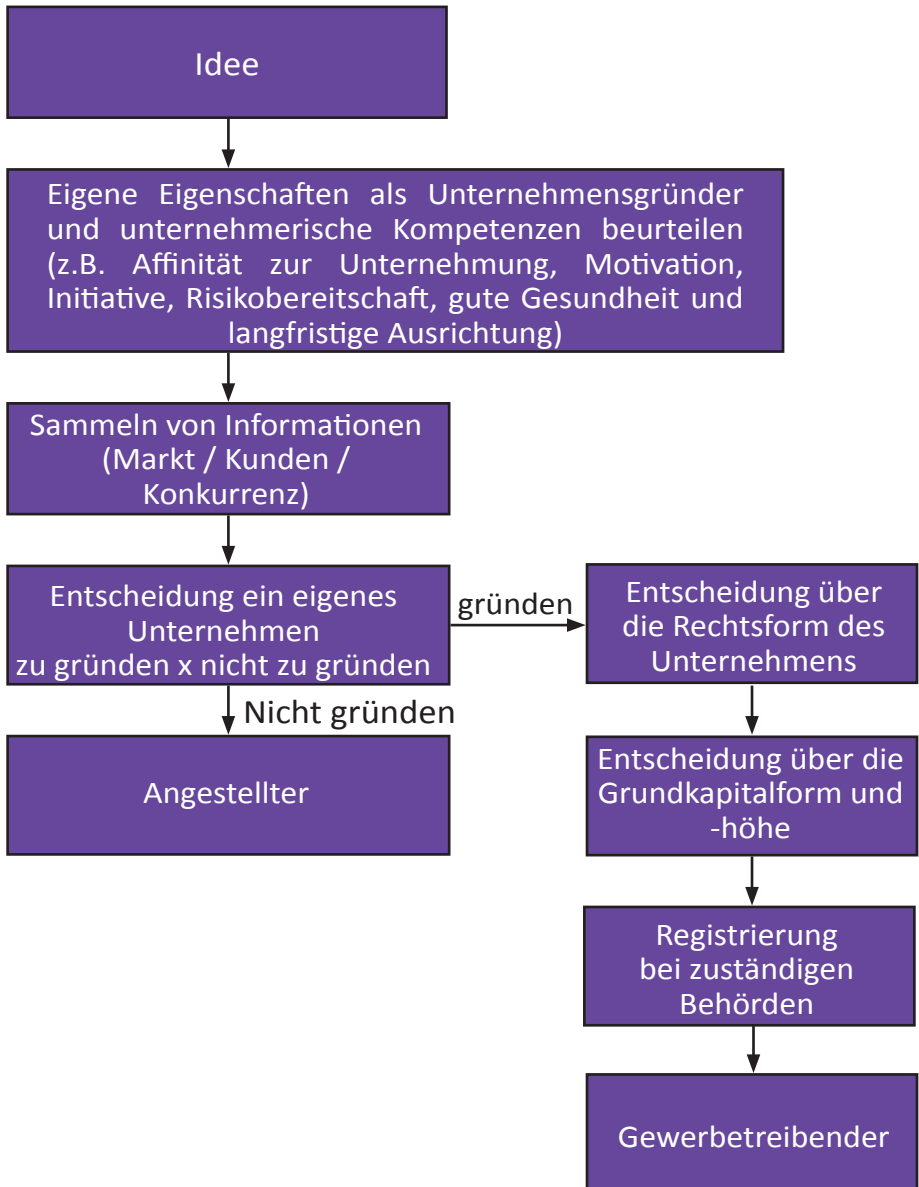 Idee
Eigene Eigenschaften als Unternehmensgründer
und unternehmerische Kompetenzen beurteilen
(z.B. Affinität zur Unternehmung, Motivation,
Initiative, Risikobereitschaft, gute Gesundheit und
langfristige Ausrichtung)
Sammeln von Informationen
(Markt / Kunden /
Konkurrenz)
Entscheidung ein eigenes
Unternehmen
zu gründen x nicht zu gründen
gründen
Entscheidung über
die Rechtsform des
Unternehmens
Nicht gründen
Angestellter
Entscheidung über die
Grundkapitalform und
-höhe
Registrierung
bei zuständigen
Behörden
Gewerbetreibender